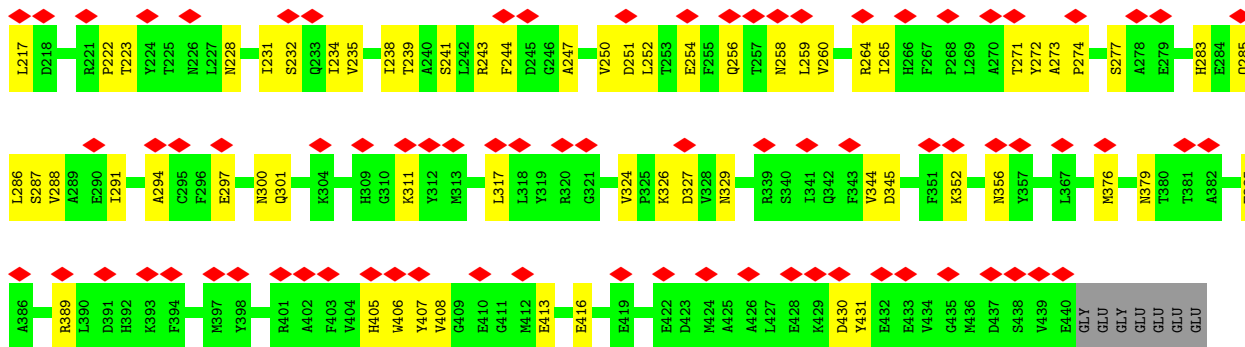 L217 D218 R221 P222 T223 Y224 T225 N226 L227 N228 I231 S232 Q233 I234 V235 I238 T239 A240 S241 L242 R243 F244 D245 G246 A247 V250 D251 L252 T253 E254 F255 Q256 T257 N258 L259 V260 R264 I265 H266 F267 P268 L269 A270 T271 Y272 A273 P274 S277 A278 E279 H283 E284 Q285
L286 S287 V288 A289 E290 I291 A294 C295 F296 E297 N300 Q301 K304 H309 G310 K311 Y312 M313 L317 L318 Y319 R320 G321 V324 P325 K326 D327 V328 N329 R339 S340 I341 Q342 F343 V344 D345 F351 K352 N356 Y357 L367 M376 N379 T380 T381 A382
A386 R389 L390 D391 H392 K393 F394 M397 Y398 R401 A402 F403 V404 H405 W406 Y407 V408 G409 E410 G411 M412 E413 E416 E419 E422 D423 M424 A425 A426 L427 E428 K429 D430 Y431 E432 E433 V434 G435 M436 D437 S438 V439 E440 GLY GLU GLY GLU GLU GLU GLU